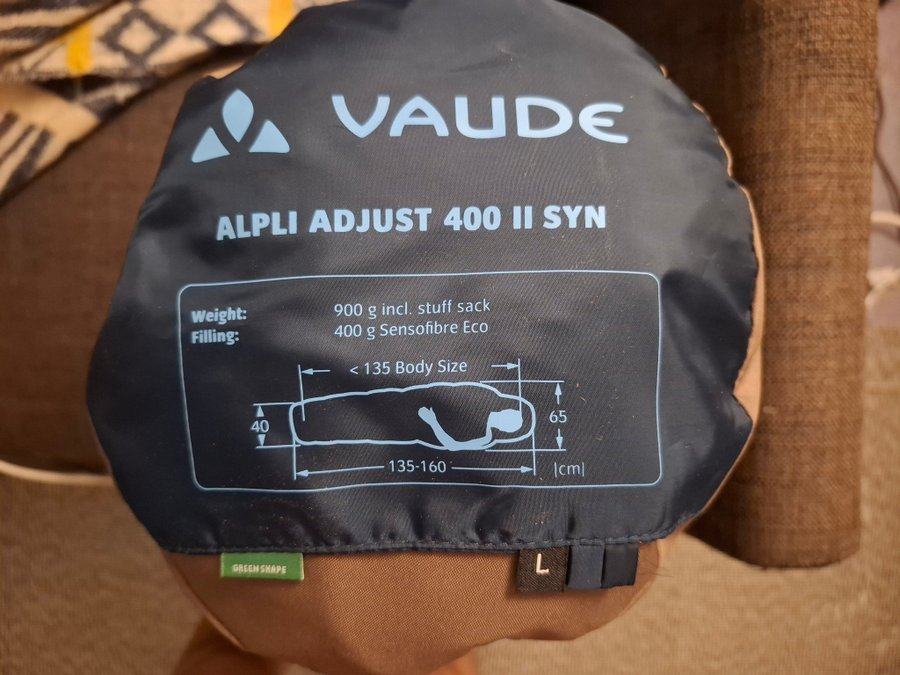 VAUDE
ALPLI ADJUST 400 II SYN
Weight: 900 g incl. stuff sack
Filling: 400 g Sensofibre Eco
< 135 Body Size
40
65
135-160
|cm|
GREEN SHAPE
L